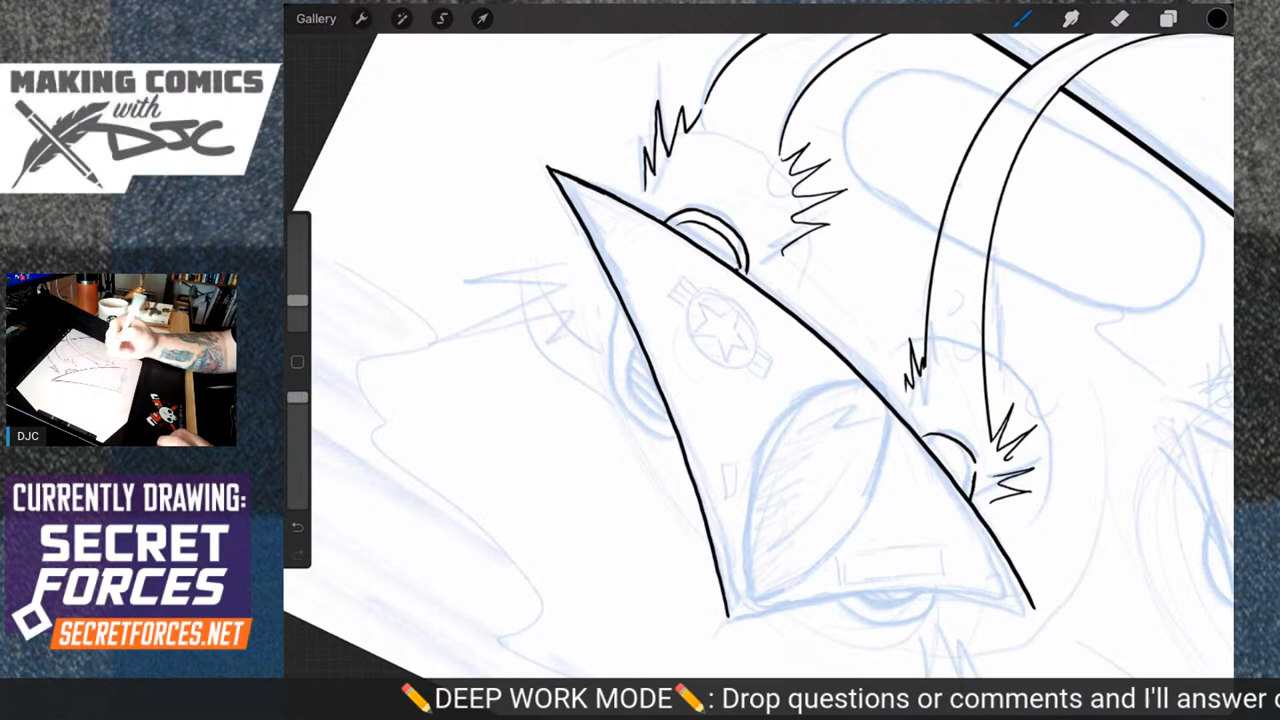 Gallery
MAKING COMICS
with
DJC
DJC
CURRENTLY DRAWING:
SECRET
FORCES
SECRETFORCES.NET
✏️DEEP WORK MODE✏️: Drop questions or comments and I'll answer